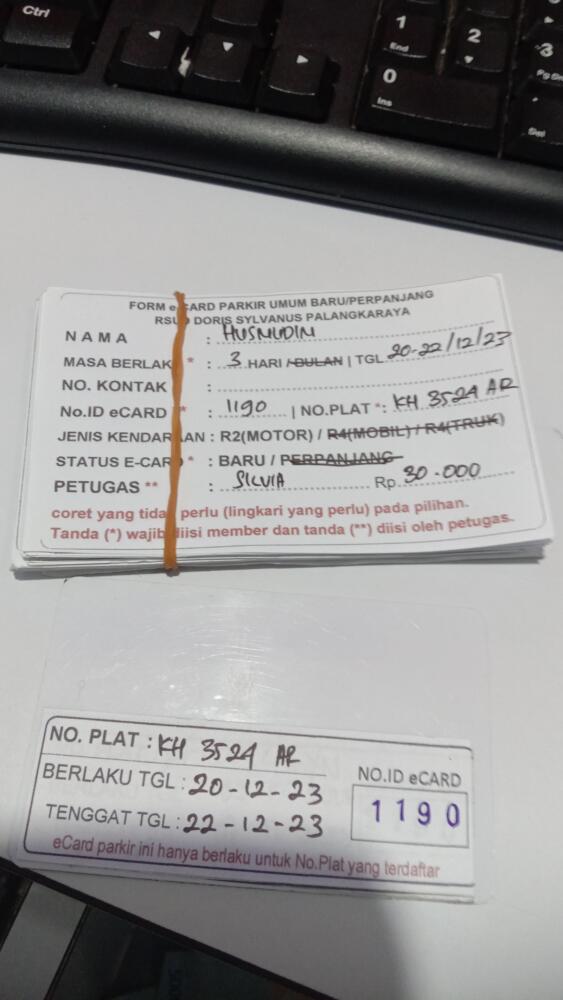 Ctrl
1
End
2
3
Pg Dn
0
Ins
Del
FORM eCARD PARKIR UMUM BARU/PERPANJANG
RSUD DORIS SYLVANUS PALANGKARAYA
NAMA : HUSNUDIN
MASA BERLAK * : 3 HARI / BULAN | TGL 20-22/12/23
NO. KONTAK :
No.ID eCARD * : 1190 | NO.PLAT *: KH 3524 AR
JENIS KENDARAAN : R2(MOTOR) / R4(MOBIL) / R4(TRUK)
STATUS E-CARD * : BARU / PERPANJANG
PETUGAS ** : SILVIA Rp. 30.000
coret yang tidak perlu (lingkari yang perlu) pada pilihan.
Tanda (*) wajib diisi member dan tanda (**) diisi oleh petugas.
NO. PLAT : KH 3524 AR
BERLAKU TGL : 20-12-23
TENGGAT TGL : 22-12-23
NO.ID eCARD
1190
eCard parkir ini hanya berlaku untuk No.Plat yang terdaftar